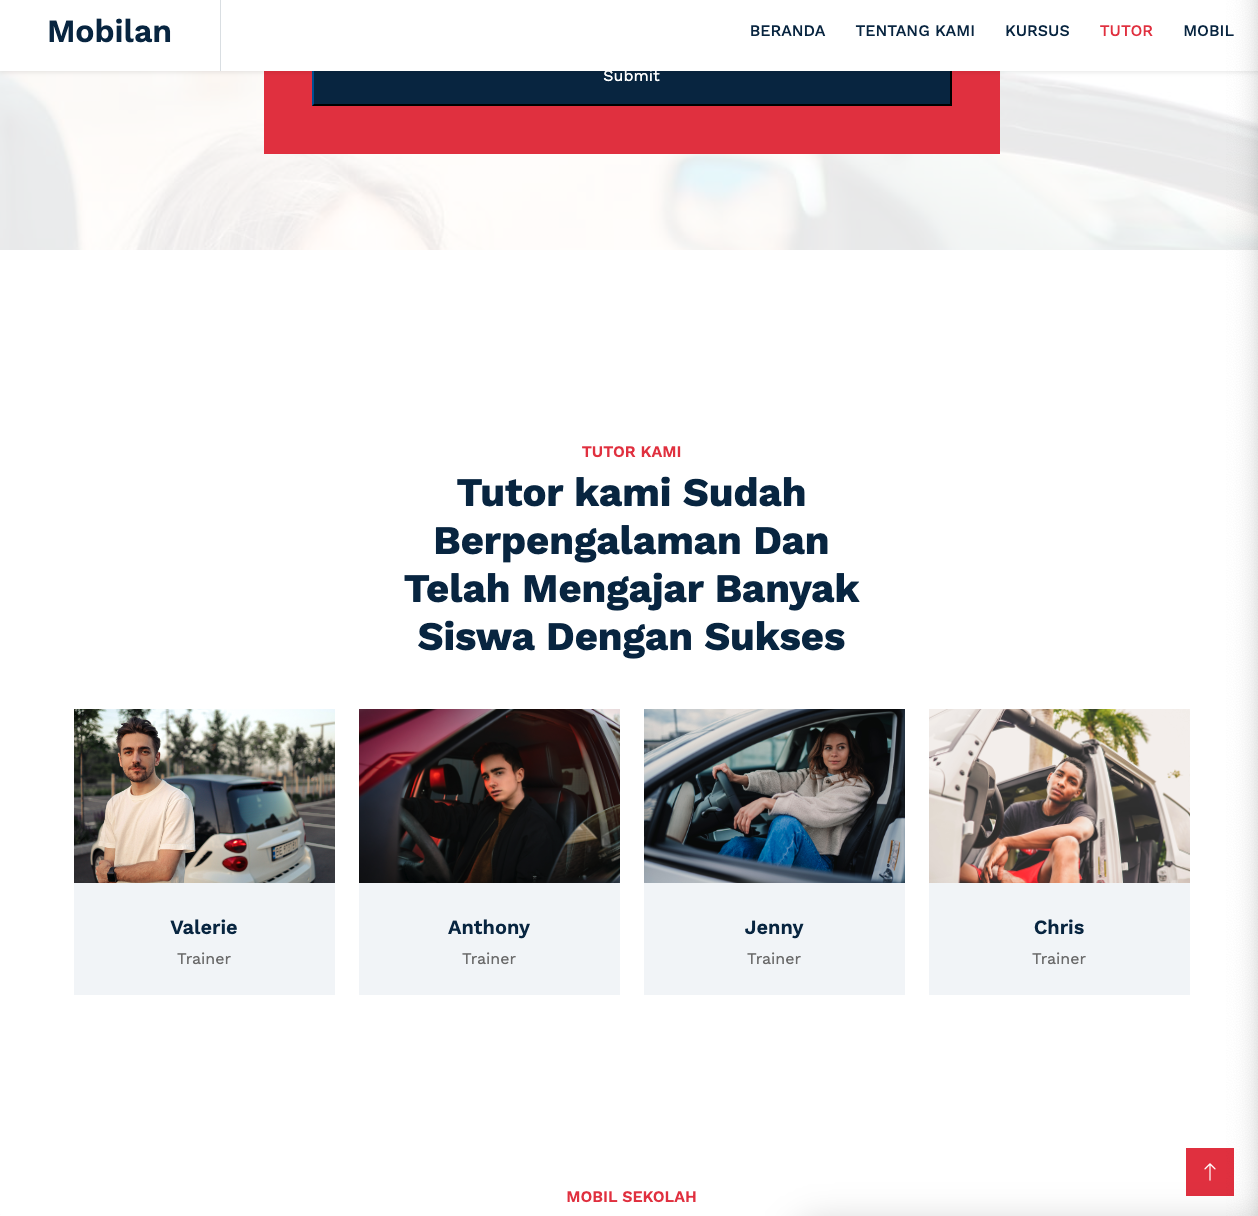 Mobilan
BERANDA
TENTANG KAMI
KURSUS
TUTOR
MOBIL
Submit
TUTOR KAMI
Tutor kami Sudah
Berpengalaman Dan
Telah Mengajar Banyak
Siswa Dengan Sukses
Valerie
Trainer
Anthony
Trainer
Jenny
Trainer
Chris
Trainer
MOBIL SEKOLAH